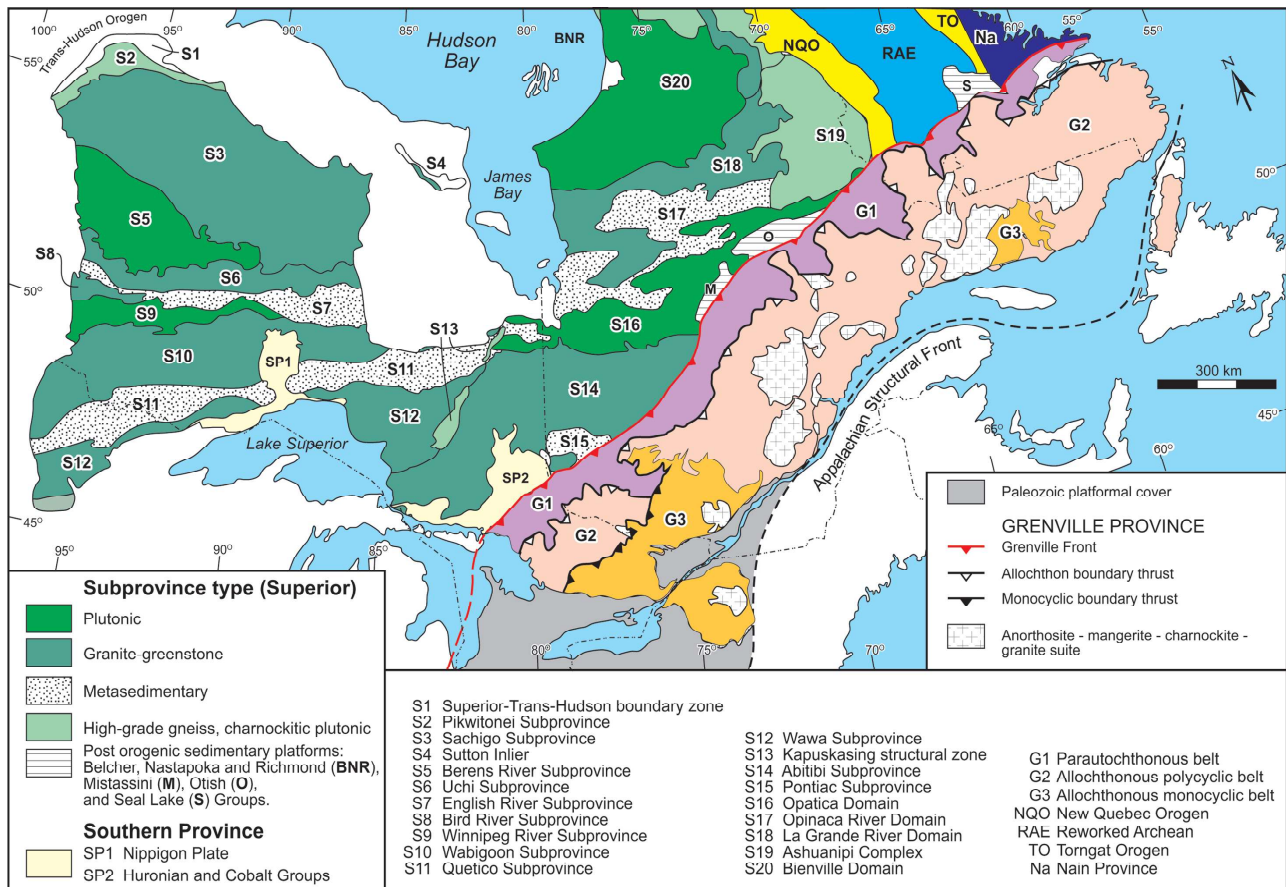 100° 95° 90° 85° 80° 75° 70° 65° 60° 55°
Trans-Hudson Orogen
S1
S2
55°
Hudson
Bay
BNR
S20
NQO
RAE
TO
Na
S
N
G2
S3
S4
S19
S18
James
Bay
50°
S5
S17
G1
O
G3
S8
S6
S7
M
50°
S9
S13
S16
S10
SP1
S11
S14
300 km
S11
S12
45°
Lake Superior
S15
Appalachian Structural Front
65°
60°
S12
SP2
G1
G2
G3
45°
95° 90° 85°
80° 75° 70°
Paleozoic platformal cover
GRENVILLE PROVINCE
Grenville Front
Allochthon boundary thrust
Monocyclic boundary thrust
Anorthosite - mangerite - charnockite -
granite suite
Subprovince type (Superior)
Plutonic
Granite-greenstone
Metasedimentary
High-grade gneiss, charnockitic plutonic
Post orogenic sedimentary platforms:
Belcher, Nastapoka and Richmond (BNR),
Mistassini (M), Otish (O),
and Seal Lake (S) Groups.
Southern Province
SP1 Nippigon Plate
SP2 Huronian and Cobalt Groups
S1 Superior-Trans-Hudson boundary zone
S2 Pikwitonei Subprovince
S3 Sachigo Subprovince
S4 Sutton Inlier
S5 Berens River Subprovince
S6 Uchi Subprovince
S7 English River Subprovince
S8 Bird River Subprovince
S9 Winnipeg River Subprovince
S10 Wabigoon Subprovince
S11 Quetico Subprovince
S12 Wawa Subprovince
S13 Kapuskasing structural zone
S14 Abitibi Subprovince
S15 Pontiac Subprovince
S16 Opatica Domain
S17 Opinaca River Domain
S18 La Grande River Domain
S19 Ashuanipi Complex
S20 Bienville Domain
G1 Parautochthonous belt
G2 Allochthonous polycyclic belt
G3 Allochthonous monocyclic belt
NQO New Quebec Orogen
RAE Reworked Archean
TO Torngat Orogen
Na Nain Province